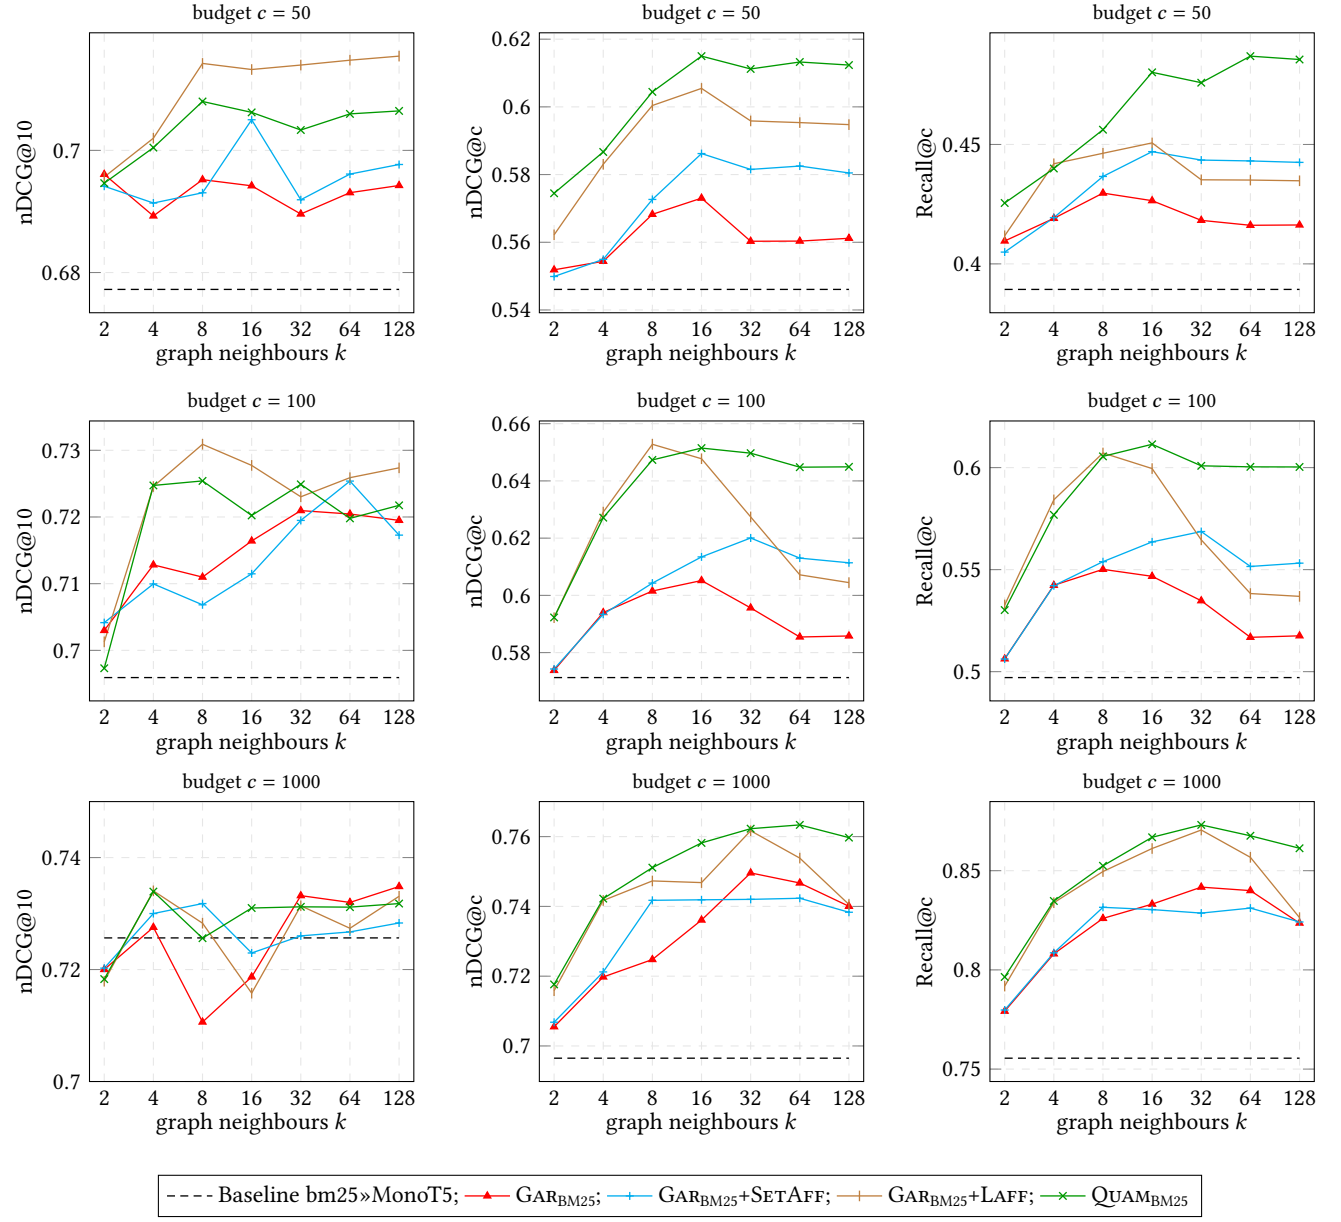 budget c = 50
budget c = 50
budget c = 50
nDCG@10
0.7
0.68
2 4 8 16 32 64 128
graph neighbours k
nDCG@c
0.62
0.6
0.58
0.56
0.54
2 4 8 16 32 64 128
graph neighbours k
Recall@c
0.45
0.4
2 4 8 16 32 64 128
graph neighbours k
budget c = 100
budget c = 100
budget c = 100
nDCG@10
0.73
0.72
0.71
0.7
2 4 8 16 32 64 128
graph neighbours k
nDCG@c
0.66
0.64
0.62
0.6
0.58
2 4 8 16 32 64 128
graph neighbours k
Recall@c
0.6
0.55
0.5
2 4 8 16 32 64 128
graph neighbours k
budget c = 1000
budget c = 1000
budget c = 1000
nDCG@10
0.74
0.72
0.7
2 4 8 16 32 64 128
graph neighbours k
nDCG@c
0.76
0.74
0.72
0.7
2 4 8 16 32 64 128
graph neighbours k
Recall@c
0.85
0.8
0.75
2 4 8 16 32 64 128
graph neighbours k
Baseline bm25»MonoT5; GAR_BM25; GAR_BM25+SETAFF; GAR_BM25+LAFF; QUAM_BM25